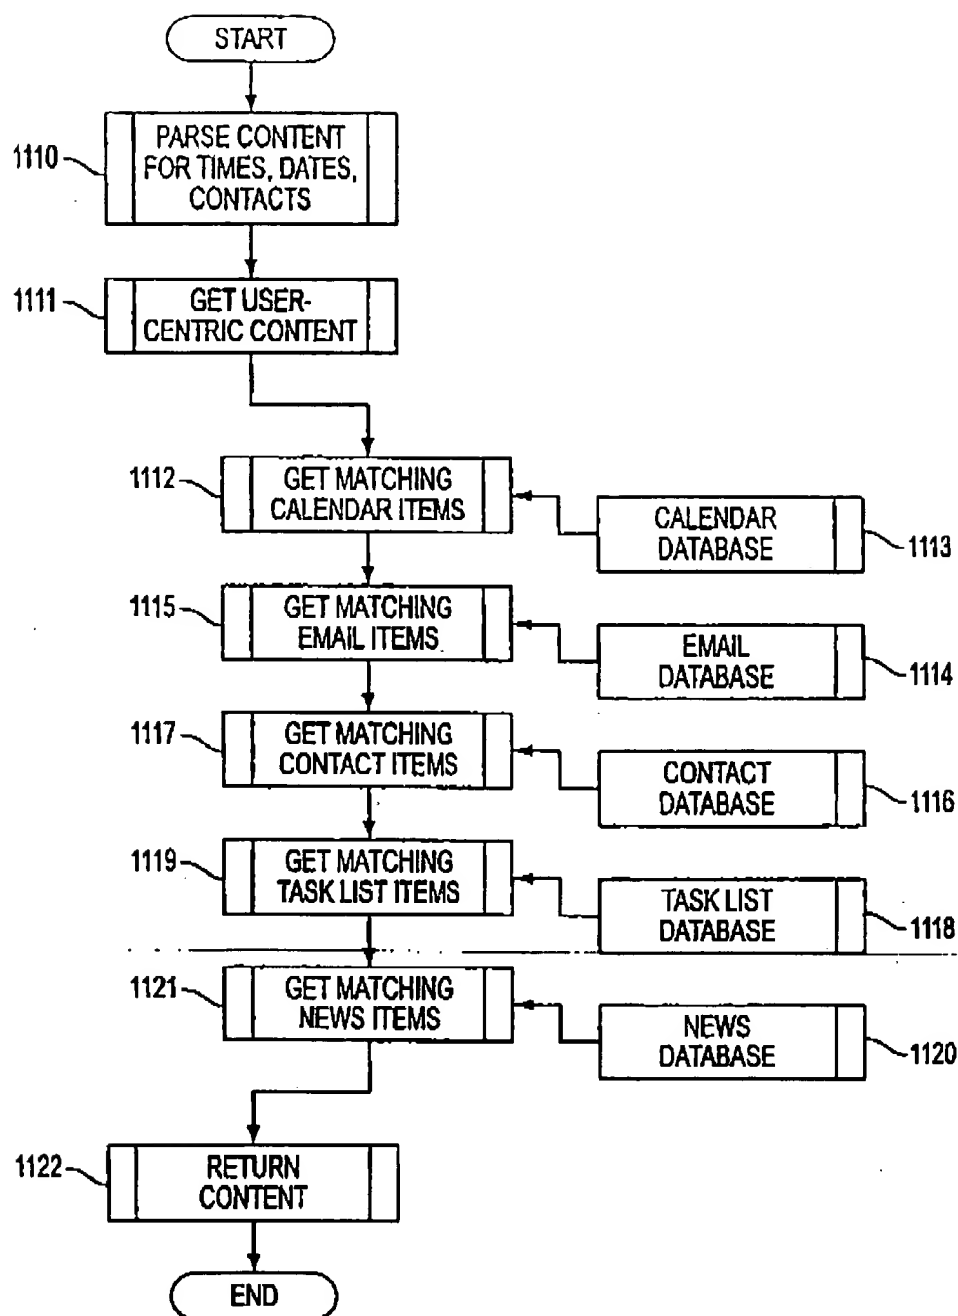 START
1110
PARSE CONTENT
FOR TIMES, DATES,
CONTACTS
1111
GET USER-
CENTRIC CONTENT
1112
GET MATCHING
CALENDAR ITEMS
CALENDAR
DATABASE
1113
1115
GET MATCHING
EMAIL ITEMS
EMAIL
DATABASE
1114
1117
GET MATCHING
CONTACT ITEMS
CONTACT
DATABASE
1116
1119
GET MATCHING
TASK LIST ITEMS
TASK LIST
DATABASE
1118
1121
GET MATCHING
NEWS ITEMS
NEWS
DATABASE
1120
1122
RETURN
CONTENT
END